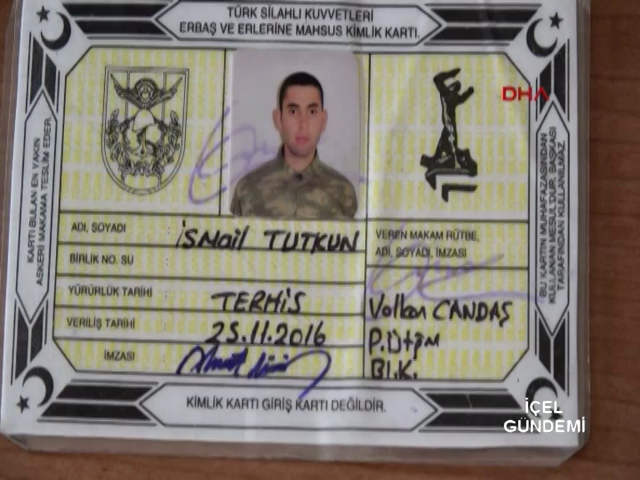 TÜRK SİLAHLI KUVVETLERİ
ERBAŞ VE ERLERİNE MAHSUS KİMLİK KARTI.
KARTI BULAN EN YAKIN
ASKERİ MAKAMA TESLİM EDER.
DHA
BU KARTIN MUHAFAZASINDAN
KULLANAN MESUL'DÜR. BAŞKASI
TARAFINDAN KULLANILMAZ
ADI, SOYADI İSMAİL TUTKUN
BİRLİK NO. SU
YÜRÜRLÜK TARİHİ TERHİS
VERİLİŞ TARİHİ 25.11.2016
İMZASI
VEREN MAKAM RÜTBE,
ADI, SOYADI, İMZASI
Volkan CANDAŞ
P.Ütğm
Bl.K.
KİMLİK KARTI GİRİŞ KARTI DEĞİLDİR.
İÇEL
GÜNDEMİ